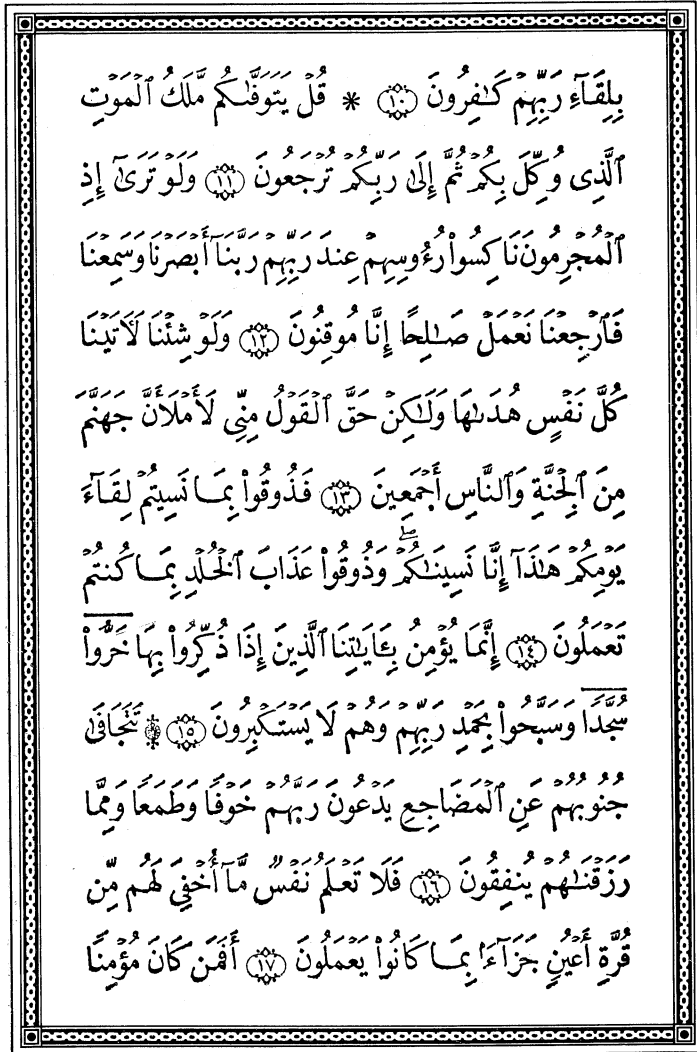 بِلِقَآءِ رَبِّهِمۡ كَـٰفِرُونَ ١٠ * قُلۡ يَتَوَفَّىٰكُم مَّلَكُ ٱلۡمَوۡتِ
ٱلَّذِى وُكِّلَ بِكُمۡ ثُمَّ إِلَىٰ رَبِّكُمۡ تُرۡجَعُونَ ١١ وَلَوۡ تَرَىٰٓ إِذِ
ٱلۡمُجۡرِمُونَ نَاكِسُوا۟ رُءُوسِهِمۡ عِندَ رَبِّهِمۡ رَبَّنَآ أَبۡصَرۡنَا وَسَمِعۡنَا
فَٱرۡجِعۡنَا نَعۡمَلۡ صَـٰلِحًا إِنَّا مُوقِنُونَ ١٢ وَلَوۡ شِئۡنَا لَـَٔاتَيۡنَا
كُلَّ نَفۡسٍ هُدَىٰهَا وَلَـٰكِنۡ حَقَّ ٱلۡقَوۡلُ مِنِّى لَأَمۡلَأَنَّ جَهَنَّمَ
مِنَ ٱلۡجِنَّةِ وَٱلنَّاسِ أَجۡمَعِينَ ١٣ فَذُوقُوا۟ بِمَا نَسِيتُمۡ لِقَآءَ
يَوۡمِكُمۡ هَـٰذَآ إِنَّا نَسِينَـٰكُمۡۖ وَذُوقُوا۟ عَذَابَ ٱلۡخُلۡدِ بِمَا كُنتُمۡ
تَعۡمَلُونَ ١٤ إِنَّمَا يُؤۡمِنُ بِـَٔايَـٰتِنَا ٱلَّذِينَ إِذَا ذُكِّرُوا۟ بِهَا خَرُّوا۟
سُجَّدًا وَسَبَّحُوا۟ بِحَمۡدِ رَبِّهِمۡ وَهُمۡ لَا يَسۡتَكۡبِرُونَ ١٥ ۩ تَتَجَافَىٰ
جُنُوبُهُمۡ عَنِ ٱلۡمَضَاجِعِ يَدۡعُونَ رَبَّهُمۡ خَوۡفًا وَطَمَعًا وَمِمَّا
رَزَقۡنَـٰهُمۡ يُنفِقُونَ ١٦ فَلَا تَعۡلَمُ نَفۡسٌ مَّآ أُخۡفِىَ لَهُم مِّن
قُرَّةِ أَعۡيُنٍ جَزَآءَۢ بِمَا كَانُوا۟ يَعۡمَلُونَ ١٧ أَفَمَن كَانَ مُؤۡمِنًا